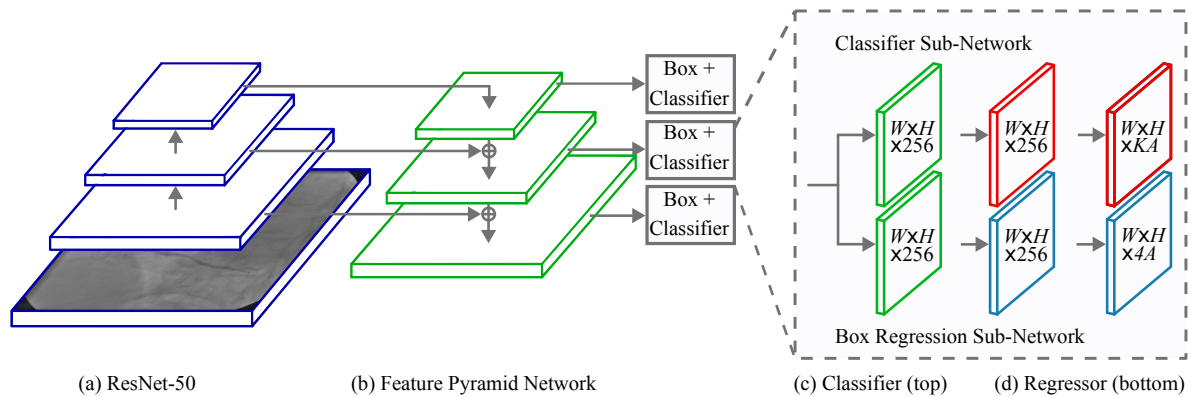 Box +
Classifier
Box +
Classifier
Box +
Classifier
Classifier Sub-Network
W×H
×256
W×H
×256
W×H
×KA
W×H
×256
W×H
×256
W×H
×4A
Box Regression Sub-Network
(a) ResNet-50
(b) Feature Pyramid Network
(c) Classifier (top)
(d) Regressor (bottom)